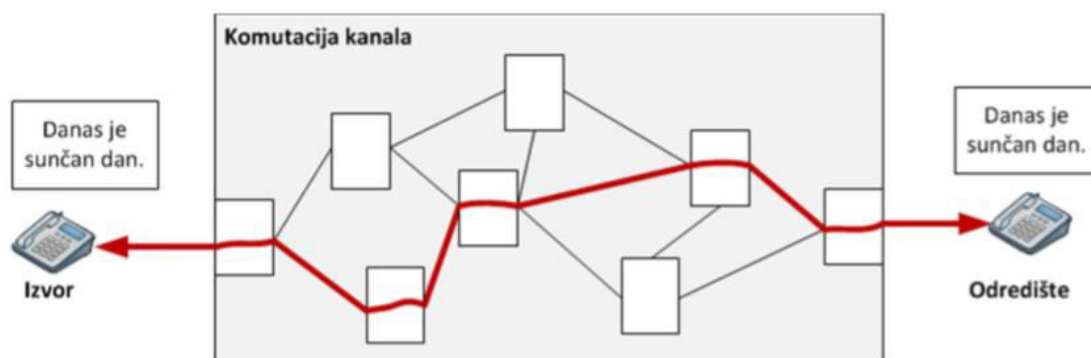 Komutacija kanala
Danas je
sunčan dan.
Izvor
Danas je
sunčan dan.
Odredište